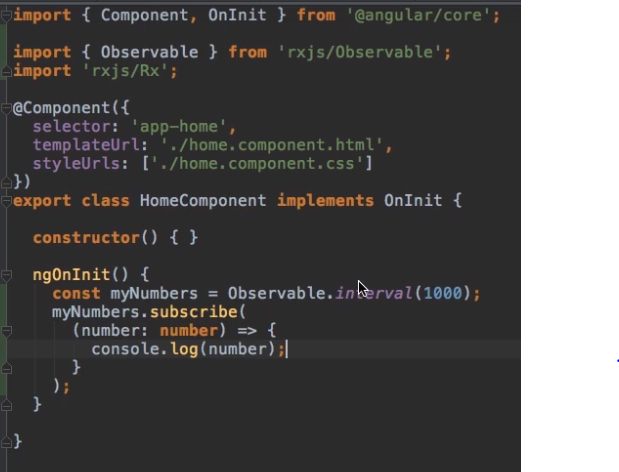 import { Component, OnInit } from '@angular/core';
import { Observable } from 'rxjs/Observable';
import 'rxjs/Rx';
@Component({
  selector: 'app-home',
  templateUrl: './home.component.html',
  styleUrls: ['./home.component.css']
})
export class HomeComponent implements OnInit {
  constructor() { }
  ngOnInit() {
    const myNumbers = Observable.interval(1000);
    myNumbers.subscribe(
      (number: number) => {
        console.log(number);
      }
    );
  }
}